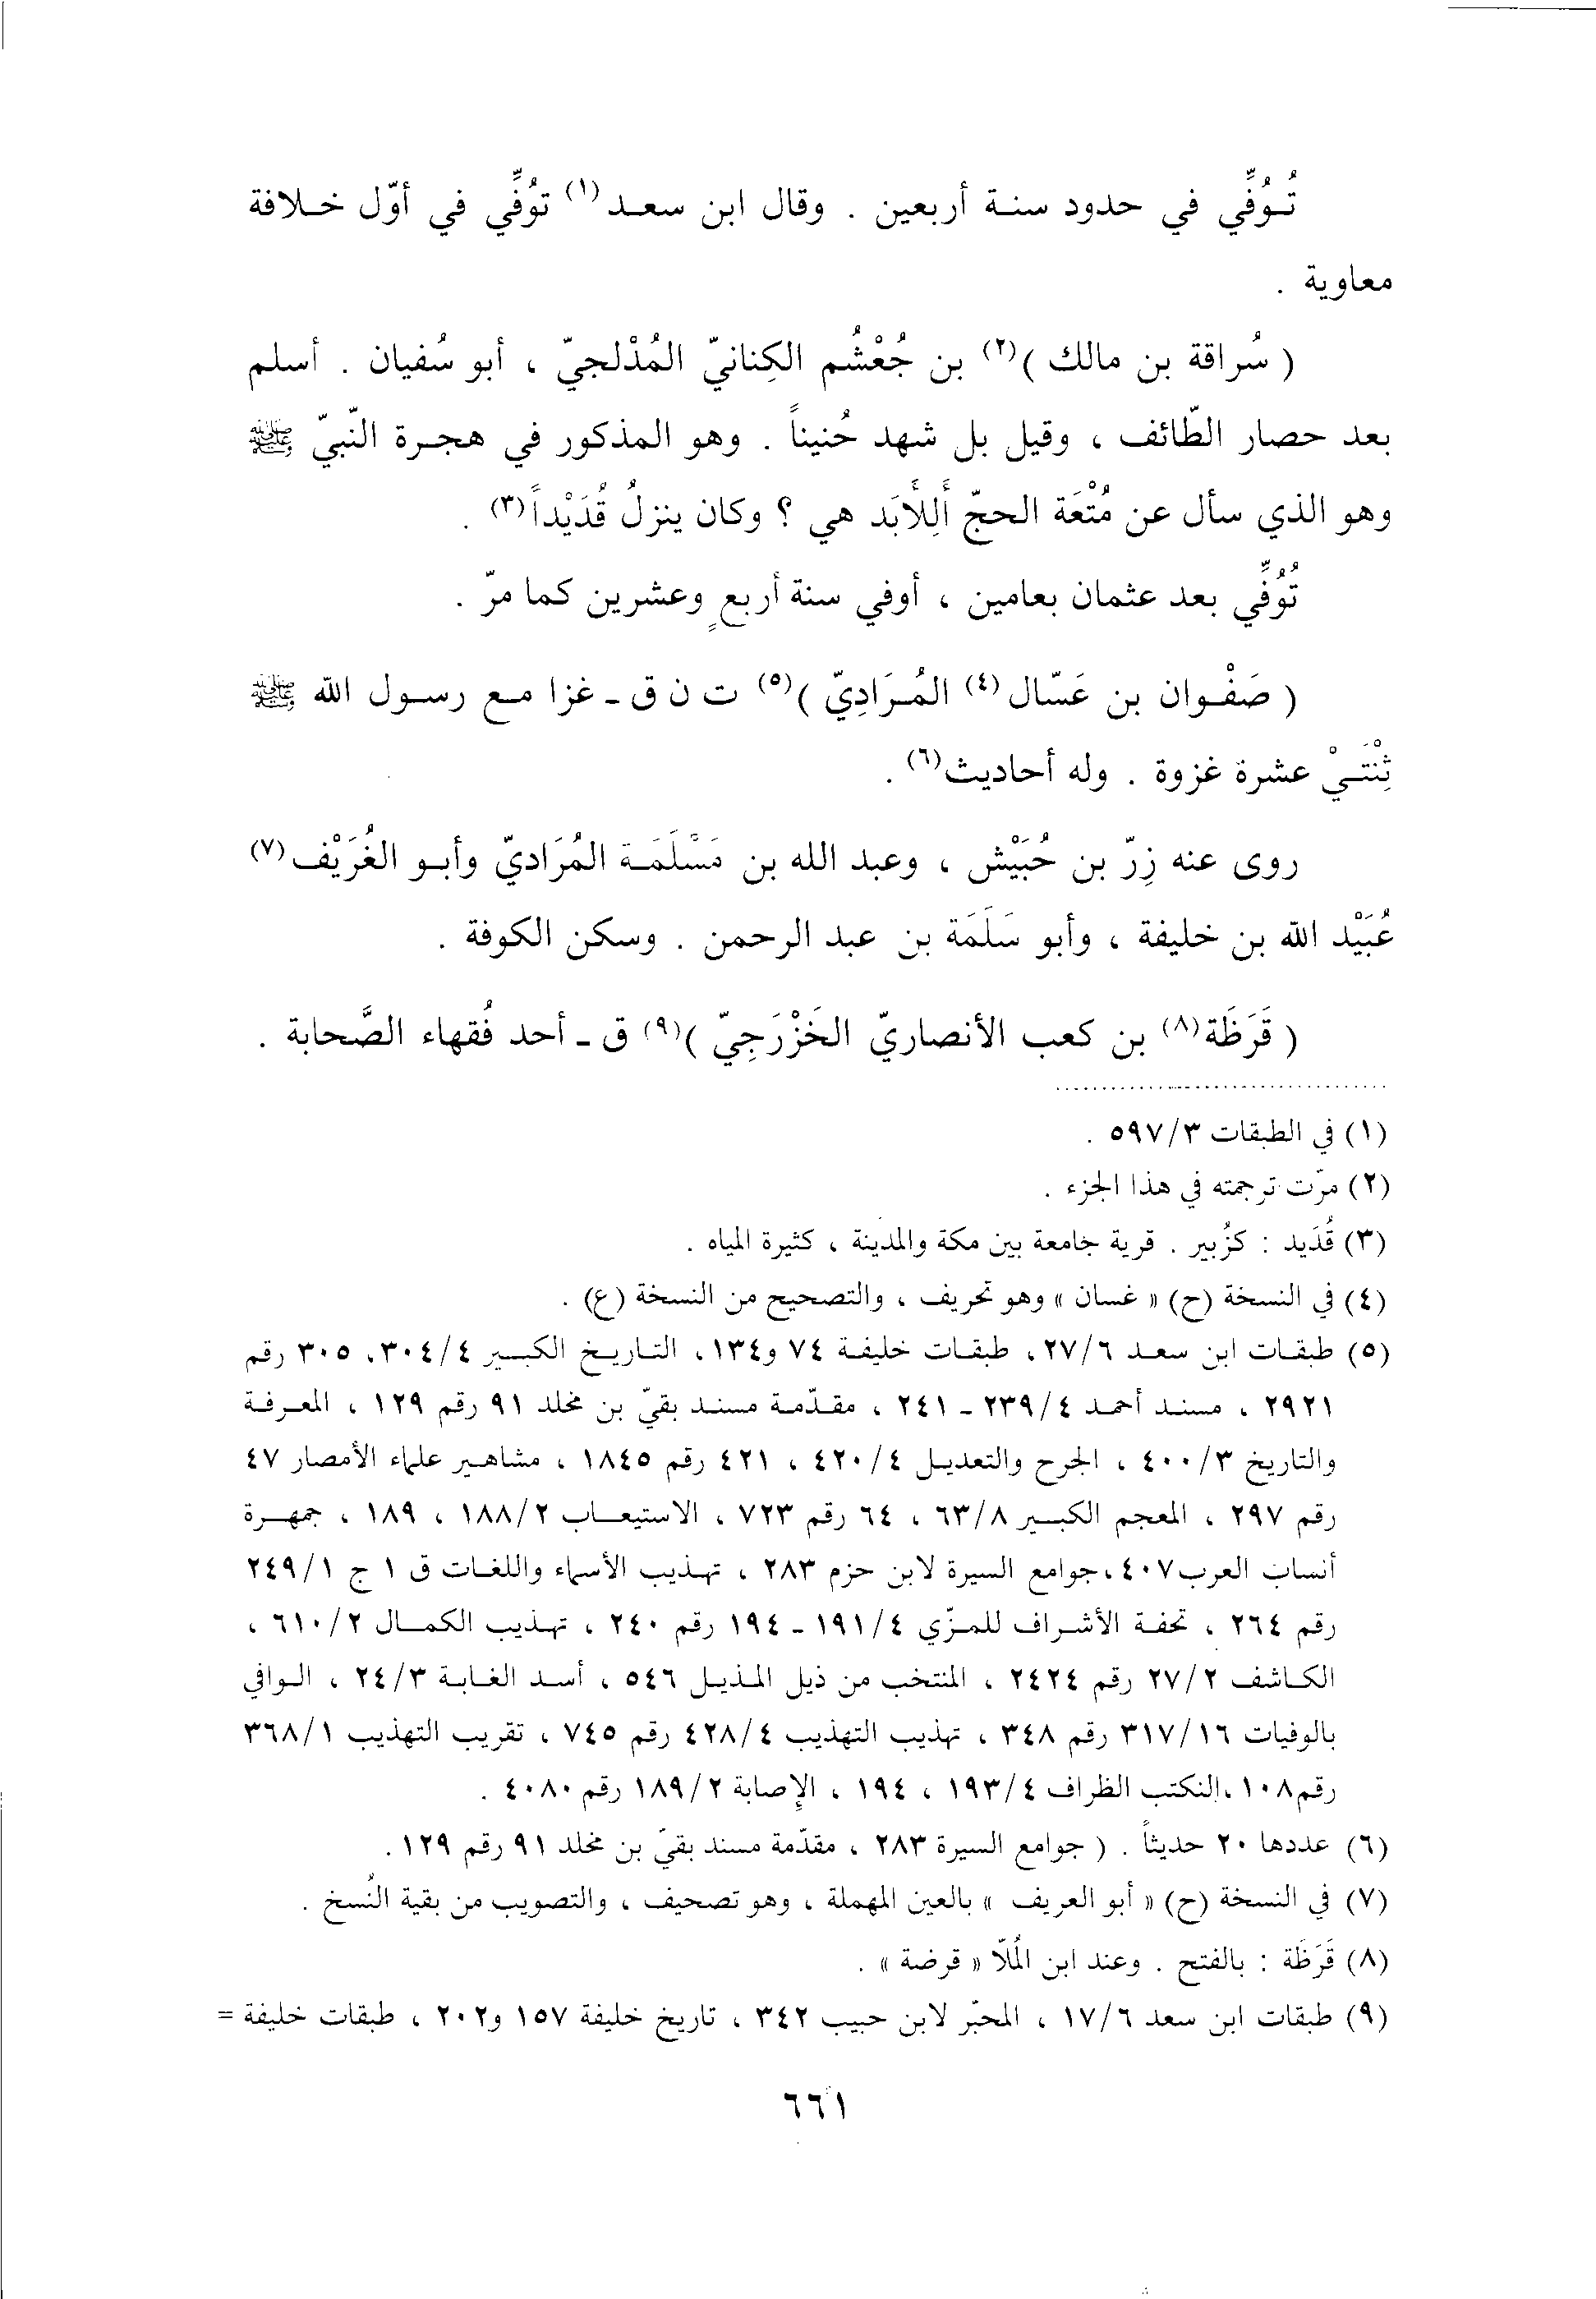 تُوُفِّي في حدود سنة أربعين . وقال ابن سعد(١) تُوُفِّي في أوّل خلافة
معاوية .
( سُراقة بن مالك )(٢) بن جُعْشُم الكِنانيّ المُدْلجيّ ، أبو سُفيان . أسلم
بعد حصار الطّائف ، وقيل بل شهد حُنيناً . وهو المذكور في هجرة النّبيّ ﷺ
وهو الذي سأل عن مُتْعَة الحجّ أَلِلأَبَد هي ؟ وكان ينزلُ قُدَيْداً(٣) .
تُوُفِّي بعد عثمان بعامين ، أوفي سنة أربعٍ وعشرين كما مرّ .
( صَفْوان بن عَسّال(٤) المُرَادِيّ )(٥) ت ن ق ـ غزا مع رسول الله ﷺ
ثِنْتَيْ عشرة غزوة . وله أحاديث(٦) .
روى عنه زِرّ بن حُبَيْش ، وعبد الله بن مَسْلَمَة المُرَاديّ وأبو الغُرَيْف(٧)
عُبَيْد الله بن خليفة ، وأبو سَلَمَة بن عبد الرحمن . وسكن الكوفة .
( قَرَظَة(٨) بن كعب الأنصاريّ الخَزْرَجِيّ )(٩) ق ـ أحد فُقهاء الصَّحابة .
(١) في الطبقات ٥٩٧/٣ .
(٢) مرّت ترجمته في هذا الجزء .
(٣) قُدَيد : كزُبير . قرية جامعة بين مكة والمدينة ، كثيرة المياه .
(٤) في النسخة (ح) « غسان » وهو تحريف ، والتصحيح من النسخة (ع) .
(٥) طبقات ابن سعد ٢٧/٦ ، طبقات خليفة ٧٤ و١٣٤ ، التاريخ الكبير ٣٠٤/٤ ، ٣٠٥ رقم
٢٩٢١ ، مسند أحمد ٢٣٩/٤ ـ ٢٤١ ، مقدّمة مسند بقيّ بن مخلد ٩١ رقم ١٢٩ ، المعرفة
والتاريخ ٤٠٠/٣ ، الجرح والتعديل ٤٢٠/٤ ، ٤٢١ رقم ١٨٤٥ ، مشاهير علماء الأمصار ٤٧
رقم ٢٩٧ ، المعجم الكبير ٦٣/٨ ، ٦٤ رقم ٧٢٣ ، الاستيعاب ١٨٨/٢ ، ١٨٩ ، جمهرة
أنساب العرب ٤٠٧ ، جوامع السيرة لابن حزم ٢٨٣ ، تهذيب الأسماء واللغات ق ١ ج ٢٤٩/١
رقم ٢٦٤ ، تحفة الأشراف للمزّي ١٩١/٤ ـ ١٩٤ رقم ٢٤٠ ، تهذيب الكمال ٦١٠/٢ ،
الكاشف ٢٧/٢ رقم ٢٤٢٤ ، المنتخب من ذيل المذيل ٥٤٦ ، أسد الغابة ٢٤/٣ ، الوافي
بالوفيات ٣١٧/١٦ رقم ٣٤٨ ، تهذيب التهذيب ٤٢٨/٤ رقم ٧٤٥ ، تقريب التهذيب ٣٦٨/١
رقم ١٠٨ ، النكتب الظراف ١٩٣/٤ ، ١٩٤ ، الإصابة ١٨٩/٢ رقم ٤٠٨٠ .
(٦) عددها ٢٠ حديثاً . ( جوامع السيرة ٢٨٣ ، مقدّمة مسند بقيّ بن مخلد ٩١ رقم ١٢٩ .
(٧) في النسخة (ح) « أبو العريف » بالعين المهملة ، وهو تصحيف ، والتصويب من بقية النُسخ .
(٨) قَرَظَة : بالفتح . وعند ابن المُلّا « قرضة » .
(٩) طبقات ابن سعد ١٧/٦ ، المحبّر لابن حبيب ٣٤٢ ، تاريخ خليفة ١٥٧ و٢٠٢ ، طبقات خليفة =
٦٦١